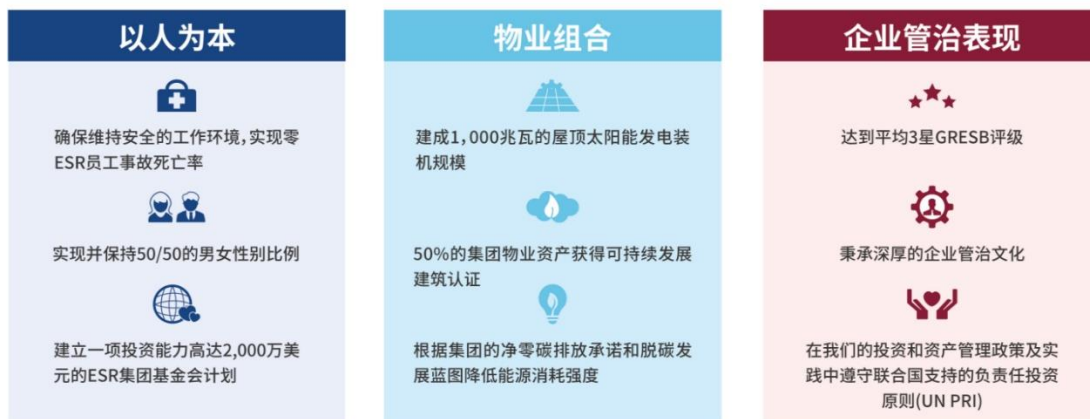 以人为本
确保维持安全的工作环境,实现零
ESR员工事故死亡率
实现并保持50/50的男女性别比例
建立一项投资能力高达2,000万美
元的ESR集团基金会计划
物业组合
建成1,000兆瓦的屋顶太阳能发电装
机规模
50%的集团物业资产获得可持续发展
建筑认证
根据集团的净零碳排放承诺和脱碳发
展蓝图降低能源消耗强度
企业管治表现
达到平均3星GRESB评级
秉承深厚的企业管治文化
在我们的投资和资产管理政策及实
践中遵守联合国支持的负责任投资
原则(UN PRI)